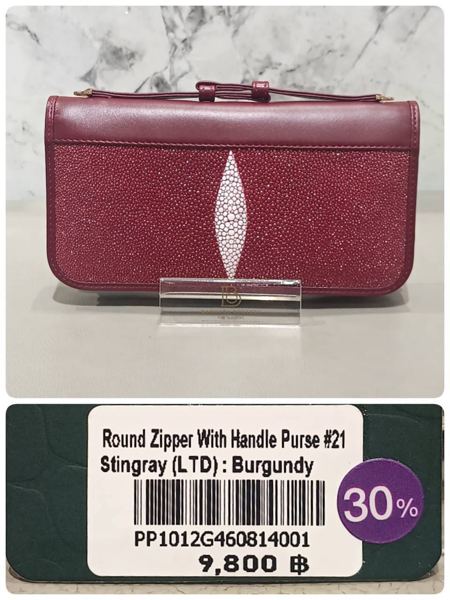 B
Round Zipper With Handle Purse #21
Stingray (LTD) : Burgundy
30%
PP1012G460814001
9,800 ฿